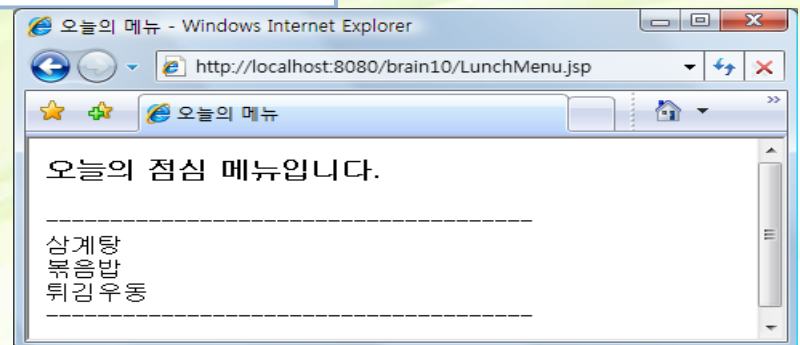 오늘의 메뉴 - Windows Internet Explorer
http://localhost:8080/brain10/LunchMenu.jsp
오늘의 메뉴
오늘의 점심 메뉴입니다.
--------------------------------------
삼계탕
볶음밥
튀김우동
--------------------------------------